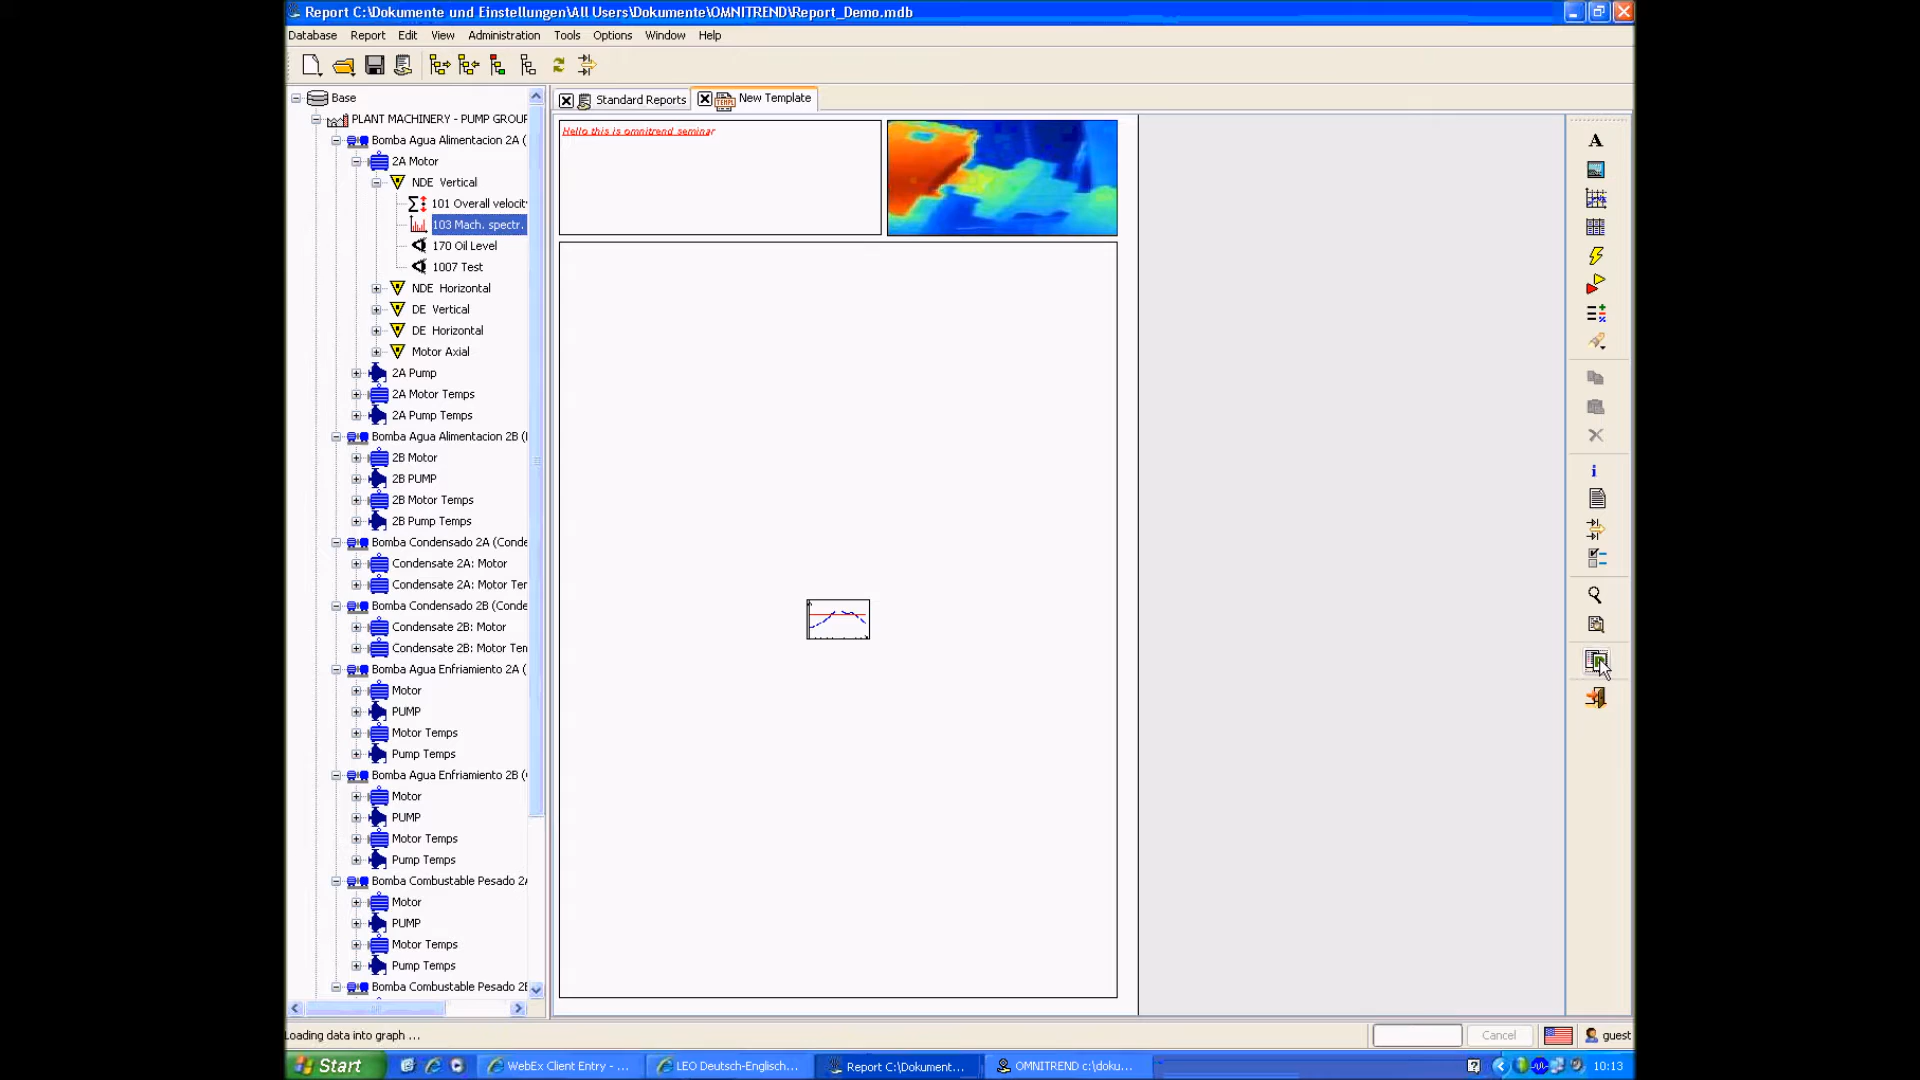 Report C:\Dokumente und Einstellungen\All Users\Dokumente\OMNITREND\Report_Demo.mdb
Database Report Edit View Administration Tools Options Window Help
Base
PLANT MACHINERY - PUMP GROUP
Bomba Agua Alimentacion 2A (
2A Motor
NDE Vertical
101 Overall velocit
103 Mach. spectr.
170 Oil Level
1007 Test
NDE Horizontal
DE Vertical
DE Horizontal
Motor Axial
2A Pump
2A Motor Temps
2A Pump Temps
Bomba Agua Alimentacion 2B (
2B Motor
2B PUMP
2B Motor Temps
2B Pump Temps
Bomba Condensado 2A (Conde
Condensate 2A: Motor
Condensate 2A: Motor Ter
Bomba Condensado 2B (Conde
Condensate 2B: Motor
Condensate 2B: Motor Ten
Bomba Agua Enfriamiento 2A (
Motor
PUMP
Motor Temps
Pump Temps
Bomba Agua Enfriamiento 2B (
Motor
PUMP
Motor Temps
Pump Temps
Bomba Combustable Pesado 2A
Motor
PUMP
Motor Temps
Pump Temps
Bomba Combustable Pesado 2B
Standard Reports
New Template
Hello this is omnitrend seminar
Loading data into graph ...
Cancel
guest
Start
WebEx Client Entry - ...
LEO Deutsch-Englisch...
Report C:\Dokument...
OMNITREND c:\doku...
10:13